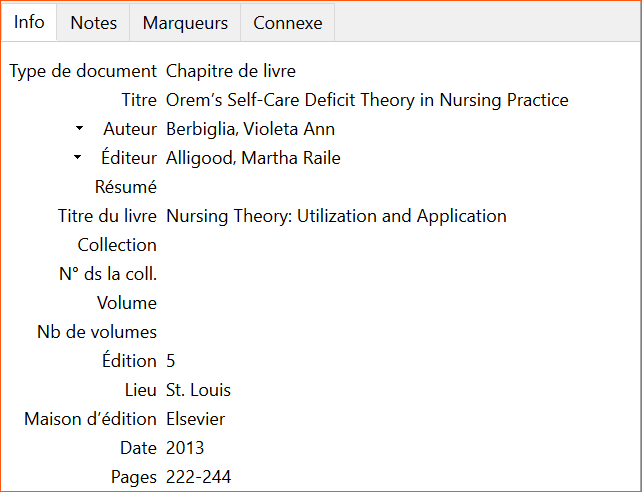 Info Notes Marqueurs Connexe
Type de document Chapitre de livre
Titre Orem’s Self-Care Deficit Theory in Nursing Practice
Auteur Berbiglia, Violeta Ann
Éditeur Alligood, Martha Raile
Résumé
Titre du livre Nursing Theory: Utilization and Application
Collection
N° ds la coll.
Volume
Nb de volumes
Édition 5
Lieu St. Louis
Maison d’édition Elsevier
Date 2013
Pages 222-244